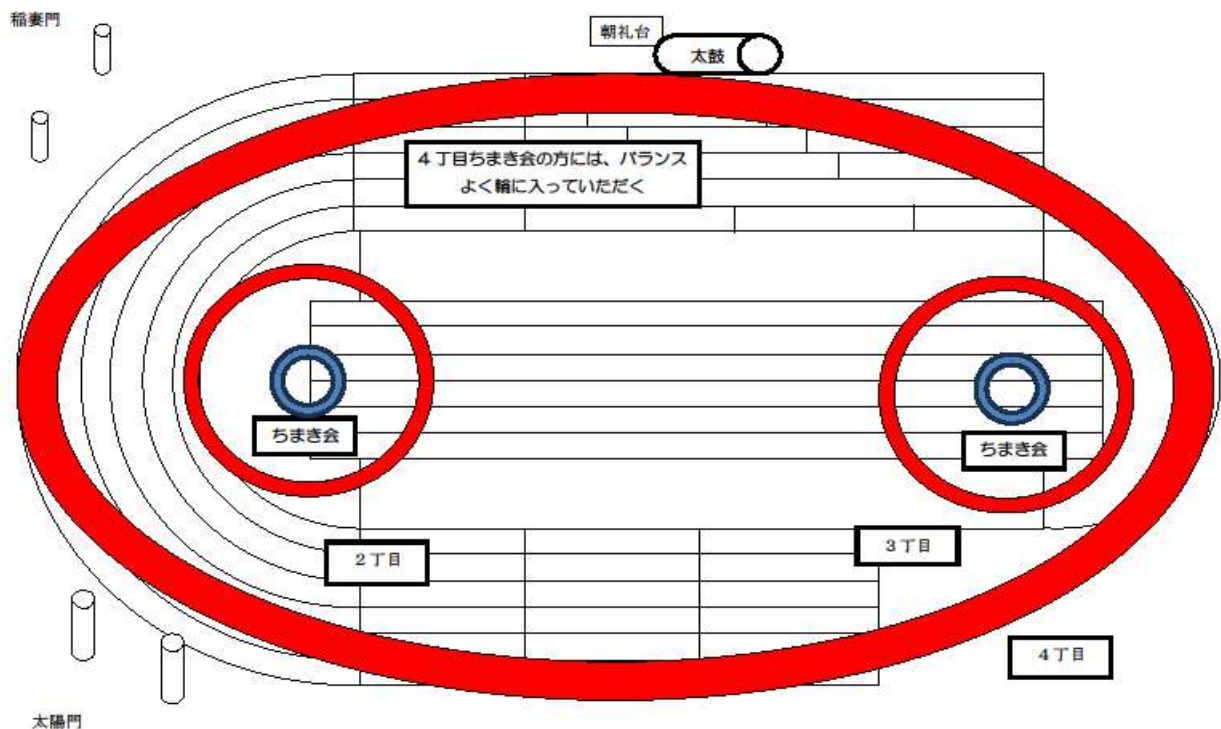 稲妻門
朝礼台
太鼓
４丁目ちまき会の方には、バランス
よく輪に入っていただく
ちまき会
ちまき会
２丁目
３丁目
４丁目
太陽門